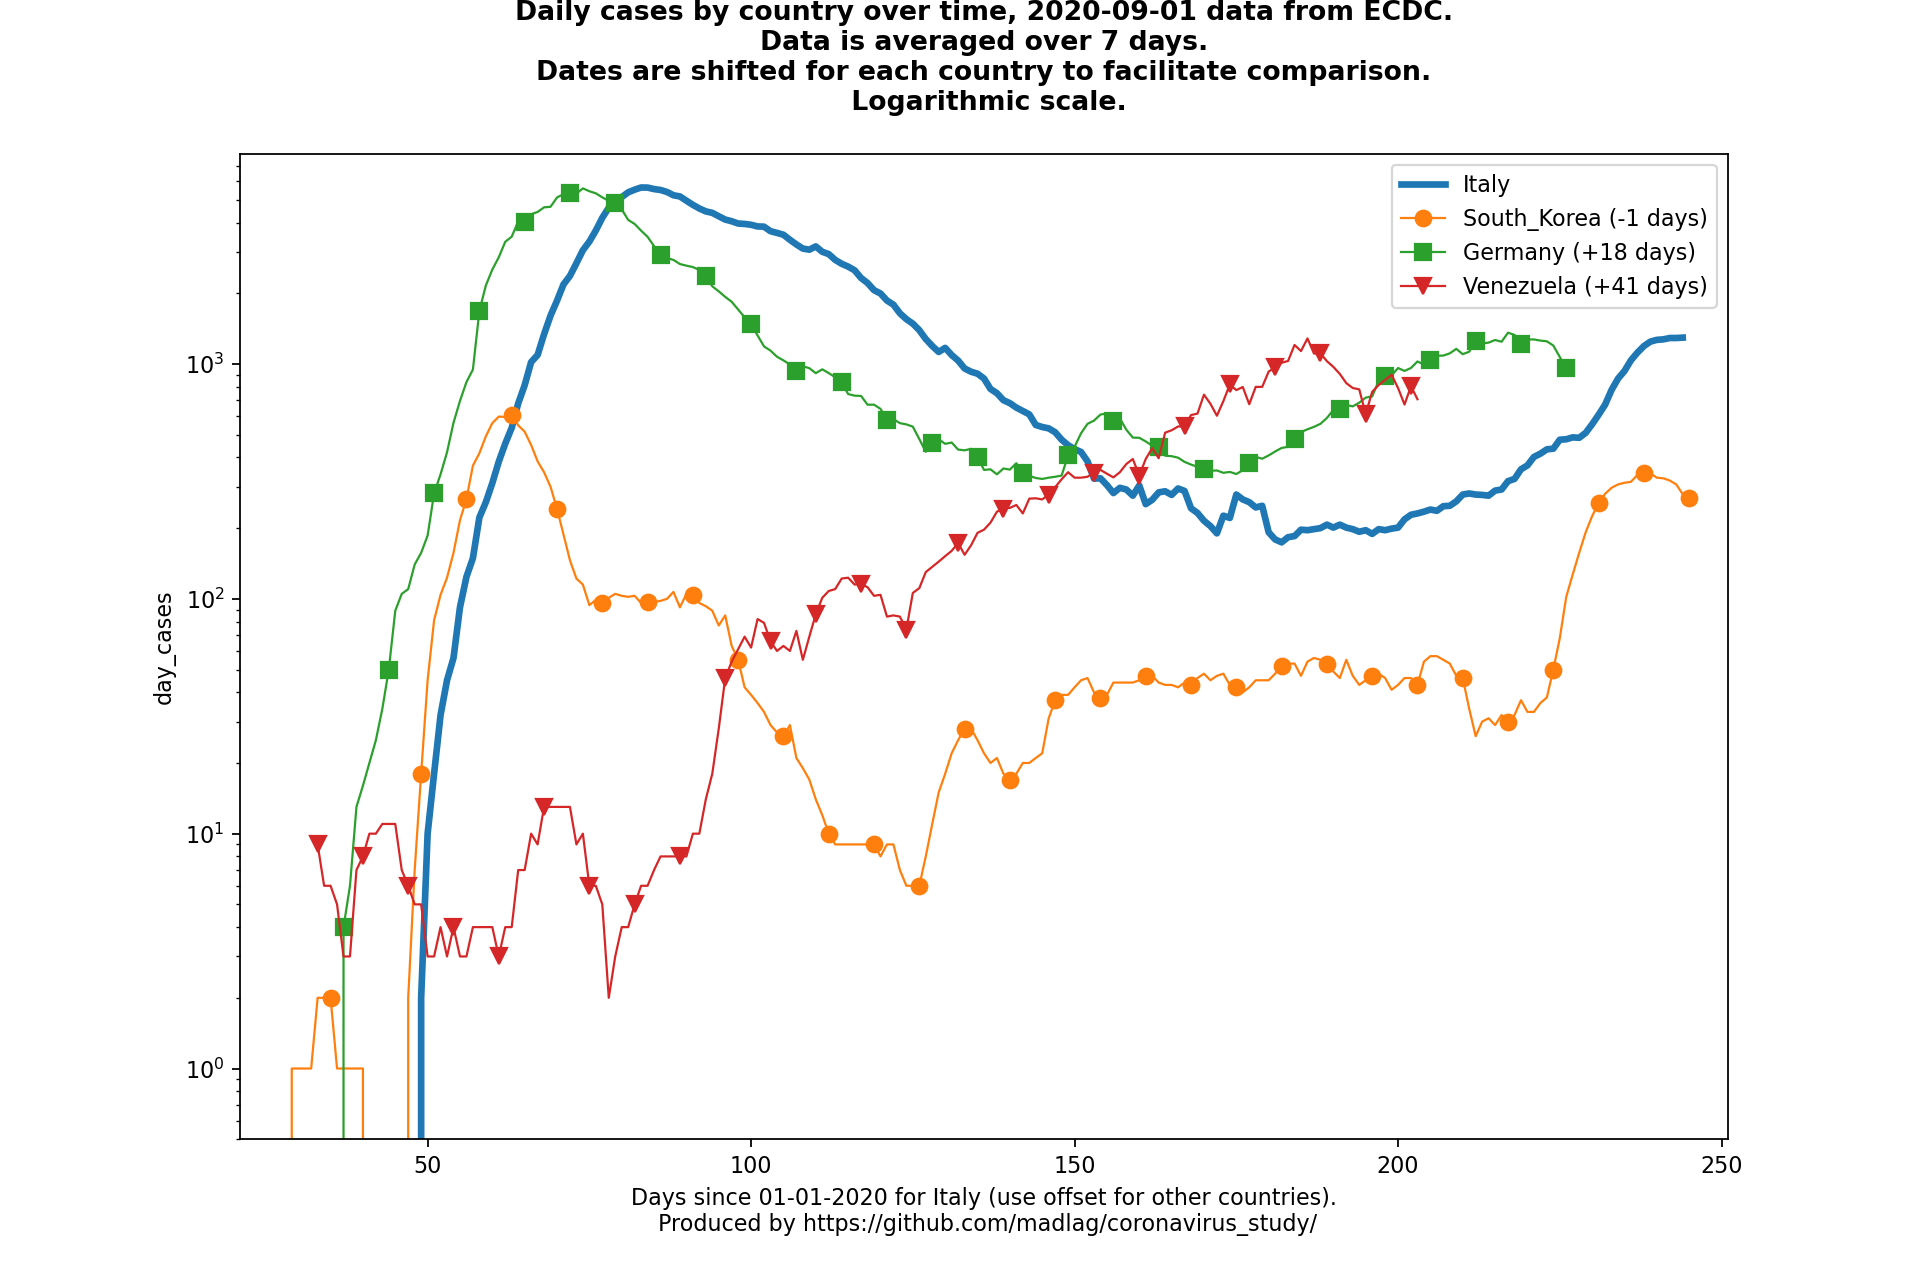 Daily cases by country over time, 2020-09-01 data from ECDC.
Data is averaged over 7 days.
Dates are shifted for each country to facilitate comparison.
Logarithmic scale.
Italy
South_Korea (-1 days)
Germany (+18 days)
Venezuela (+41 days)
10³
10²
10¹
10⁰
day_cases
50 100 150 200 250
Days since 01-01-2020 for Italy (use offset for other countries).
Produced by https://github.com/madlag/coronavirus_study/